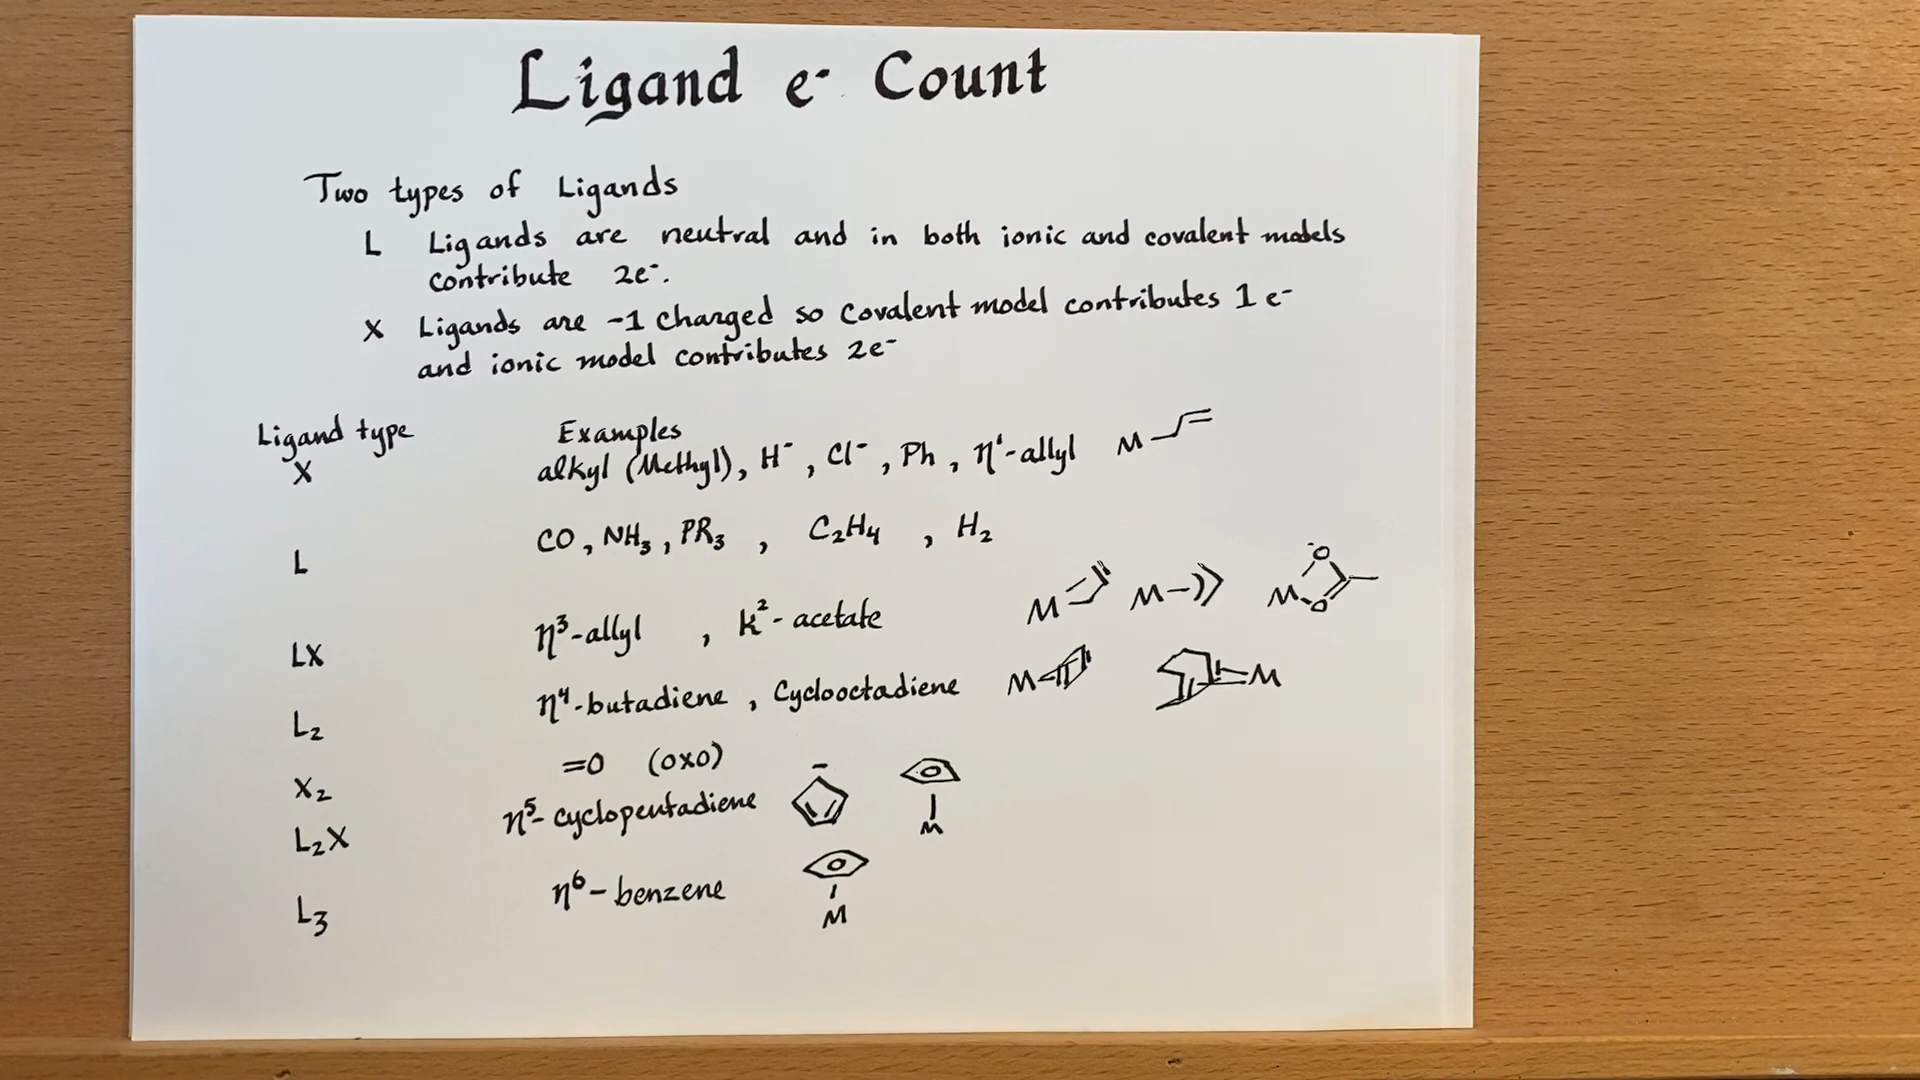 Ligand e⁻ Count
Two types of Ligands
L Ligands are neutral and in both ionic and covalent models
contribute 2e⁻.
X Ligands are -1 charged so covalent model contributes 1 e⁻
and ionic model contributes 2e⁻
Ligand type Examples
X alkyl (Methyl), H⁻, Cl⁻, Ph, η¹-allyl M
L CO, NH₃, PR₃, C₂H₄, H₂
LX η³-allyl, k²-acetate M M M O O
L₂ η⁴-butadiene, Cyclooctadiene M M
X₂ =O (oxo)
L₂X η⁵-cyclopentadiene - M
L₃ η⁶-benzene M